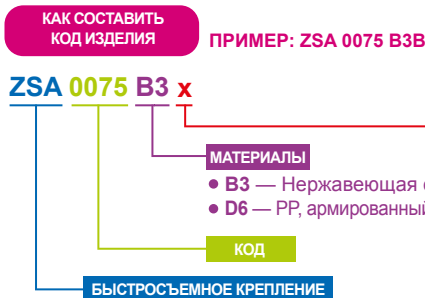 КАК СОСТАВИТЬ
КОД ИЗДЕЛИЯ
ПРИМЕР: ZSA 0075 B3B
ZSA 0075 B3 x
МАТЕРИАЛЫ
• B3 — Нержавеющая
• D6 — PP, армированный
КОД
БЫСТРОСЪЕМНОЕ КРЕПЛЕНИЕ